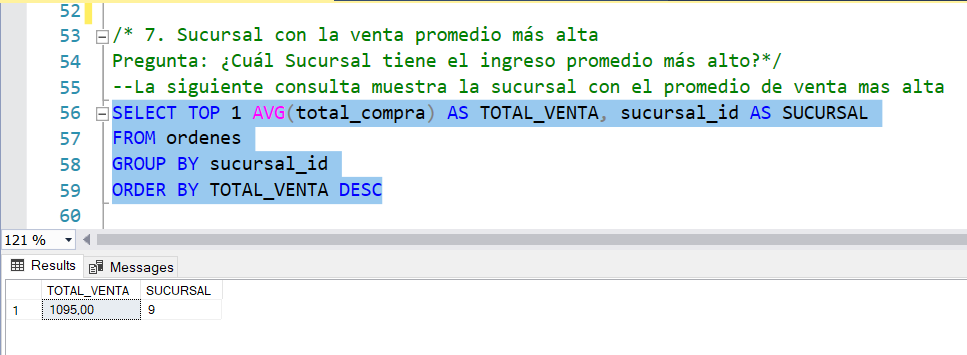 52
53 /* 7. Sucursal con la venta promedio más alta
54 Pregunta: ¿Cuál Sucursal tiene el ingreso promedio más alto?*/
55 --La siguiente consulta muestra la sucursal con el promedio de venta mas alta
56 SELECT TOP 1 AVG(total_compra) AS TOTAL_VENTA, sucursal_id AS SUCURSAL
57 FROM ordenes
58 GROUP BY sucursal_id
59 ORDER BY TOTAL_VENTA DESC
60
121 %
Results Messages
TOTAL_VENTA SUCURSAL
1 1095,00 9